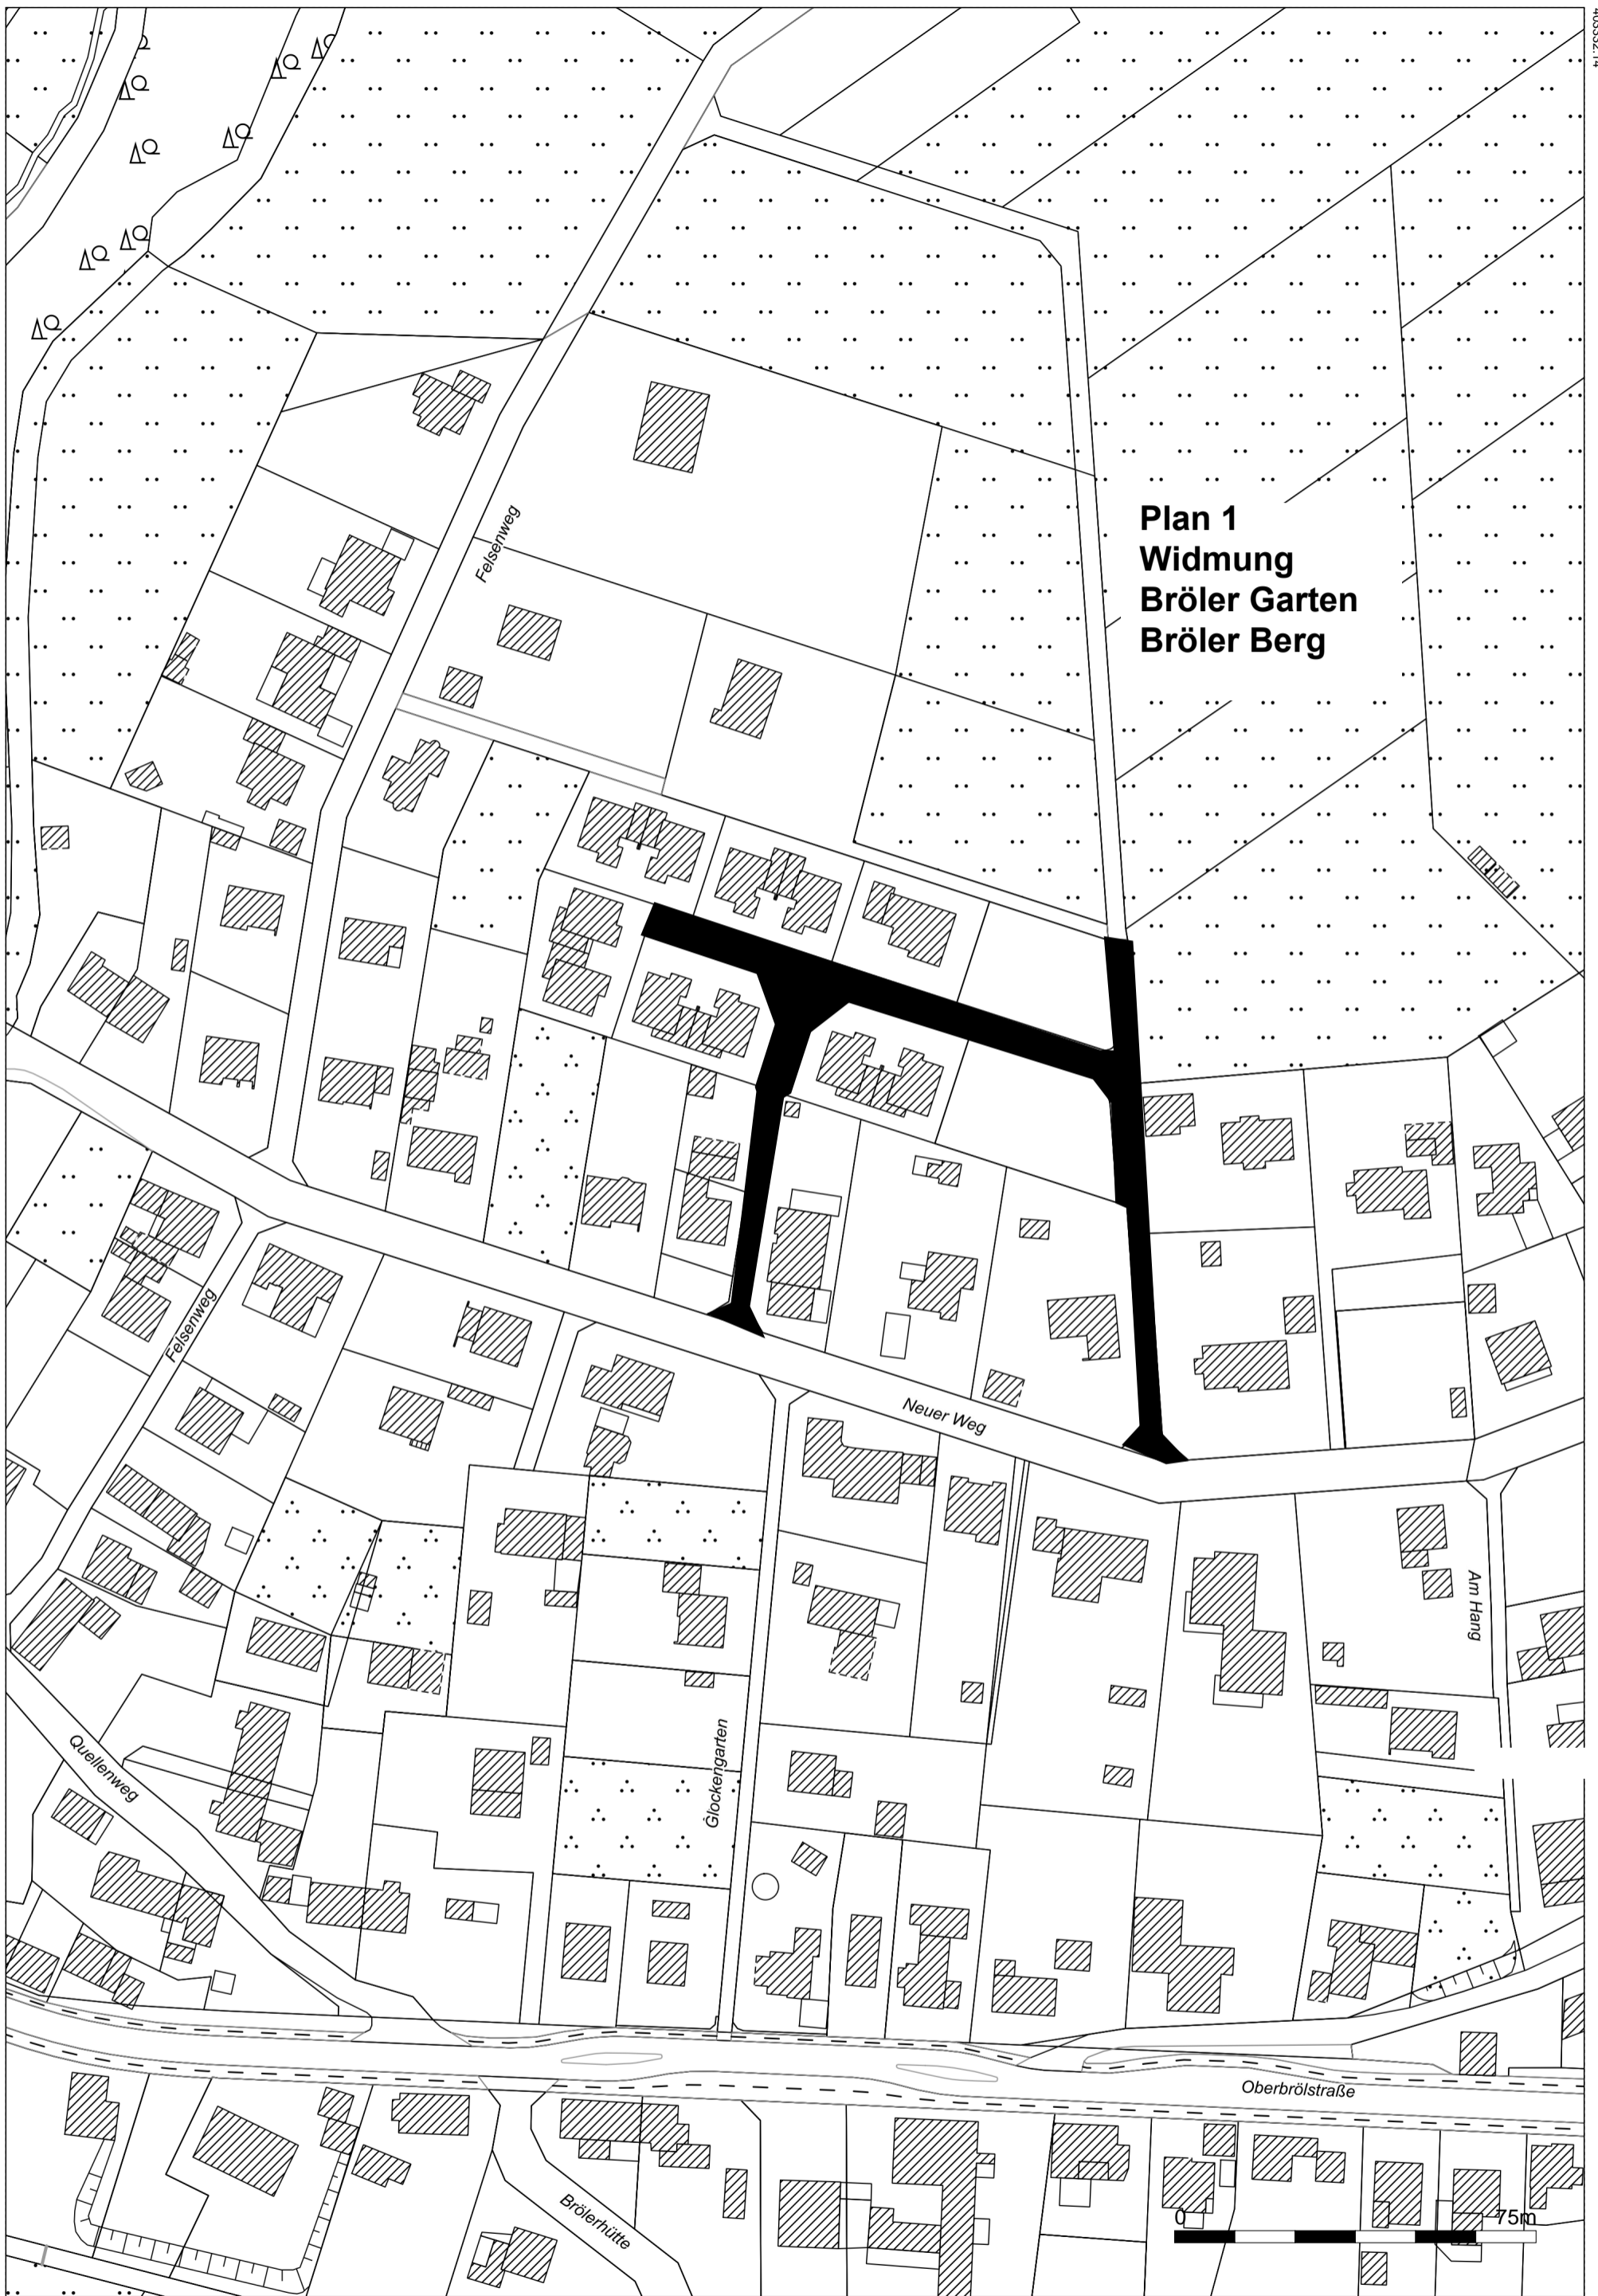 Plan 1
Widmung
Bröler Garten
Bröler Berg
Felsenweg
Felsenweg
Neuer Weg
Am Hang
Quellenweg
Glockengarten
Oberbrölstraße
Brölerhütte
0 75m